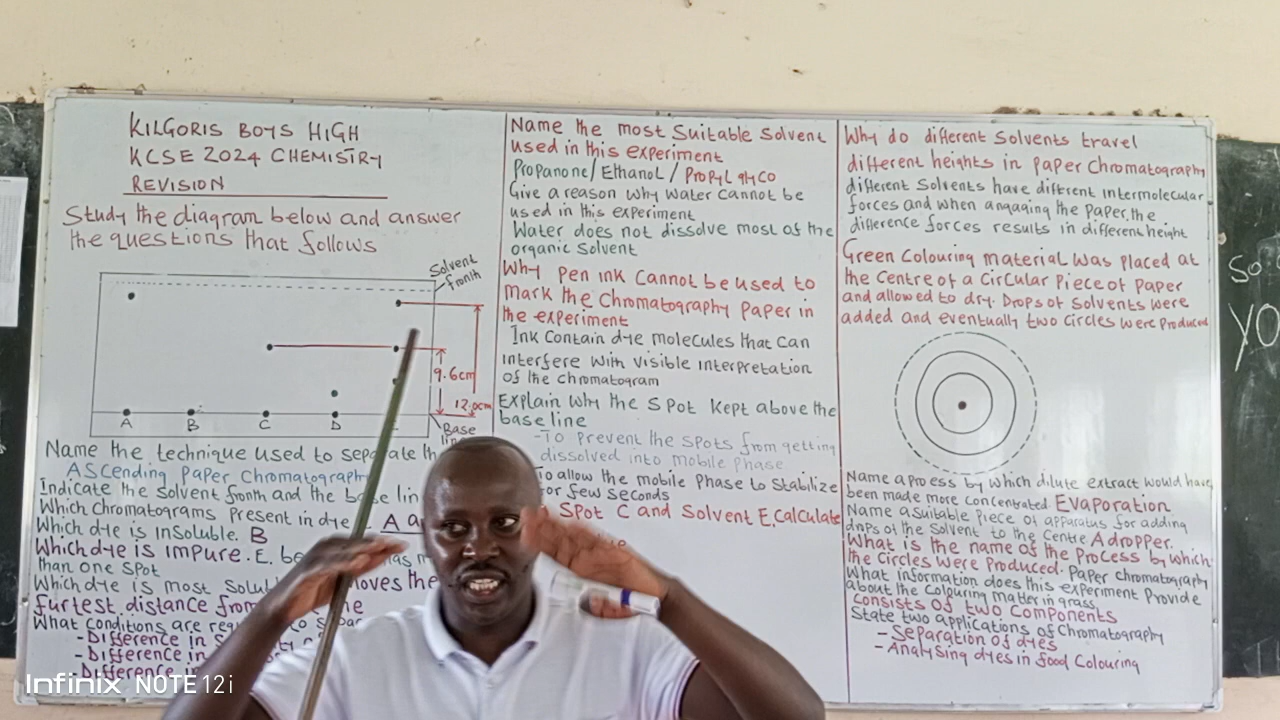 KILGORIS BOYS HIGH
KCSE 2024 CHEMISTRY
REVISION
Study the diagram below and answer
the questions that follows
Solvent
fronth
9.6cm
12.0cm
A B C D
Base
Name the technique used to separate the
Ascending Paper Chromatography
Indicate the solvent fronth and the base
Which Chromatograms present in dye A
Which dye is insoluble. B
Which dye is impure. E.
than one spot
Which dye is most moves the
furtest distance from
What conditions are
- Difference in
- Difference in
- Difference in
Name the most Suitable Solvent
used in this experiment
Propanone/Ethanol/
Give a reason why water cannot be
used in this experiment
Water does not dissolve most of the
organic solvent
Why pen ink cannot be used to
mark the chromatography paper in
the experiment
Ink contain dye molecules that can
interfere with visible interpretation
of the chromatogram
Explain why the spot kept above the
base line
-To prevent the spots from getting
dissolved into mobile phase
To allow the mobile phase to stabilize
for few seconds
Spot C and Solvent E, Calculate
Why do different solvents travel
different heights in paper chromatography
different solvents have diffrent intermolecular
forces and when angaging the paper, the
difference forces results in different height
Green Colouring material was placed at
the Centre of a circular piece of paper
and allowed to dry. Drops of solvents were
added and eventually two circles were produced
Name a process by which dilute extract would have
been made more concentrated. Evaporation
Name a suitable piece of apparatus for adding
drops of the solvent to the centre A dropper.
What is the name of the process by which
the circles were produced. Paper chromatography
What information does this experiment provide
about the colouring matter in grass
Consists of two components
State two applications of chromatography
- Separation of dyes
- Analysing dyes in food colouring
So
YO
Infinix NOTE 12i